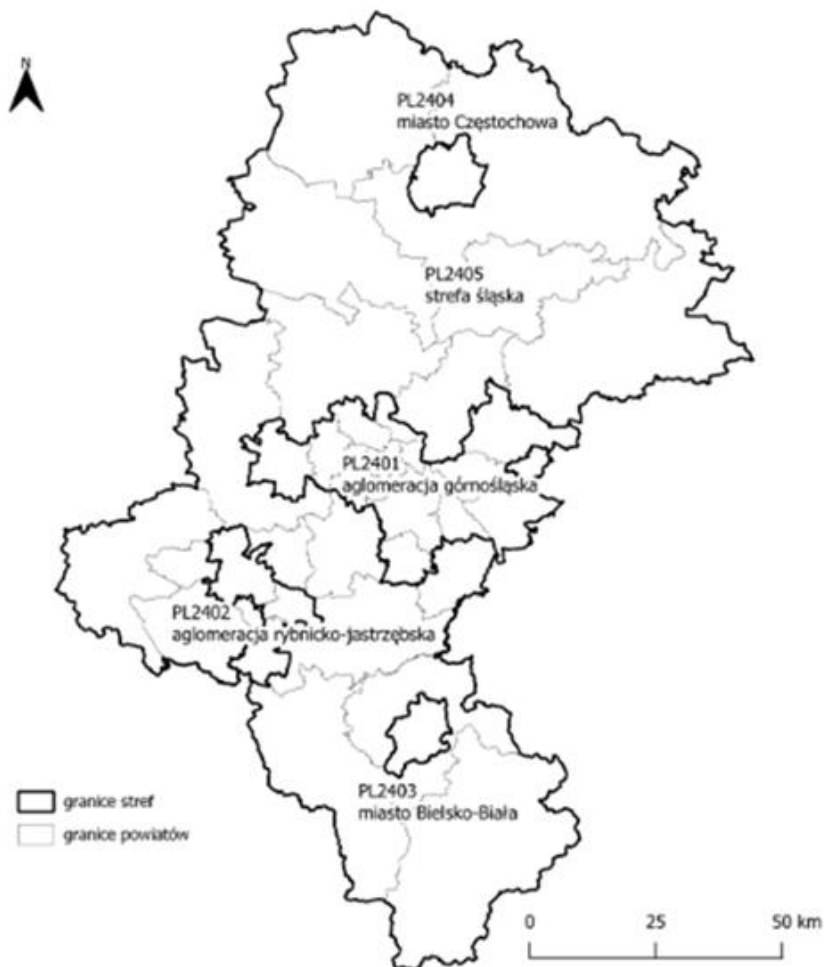 N
PL2404
miasto Częstochowa
PL2405
strefa śląska
PL2401
aglomeracja górnośląska
PL2402
aglomeracja rybnicko-jastrzębska
PL2403
miasto Bielsko-Biała
granice stref
granice powiatów
0 25 50 km